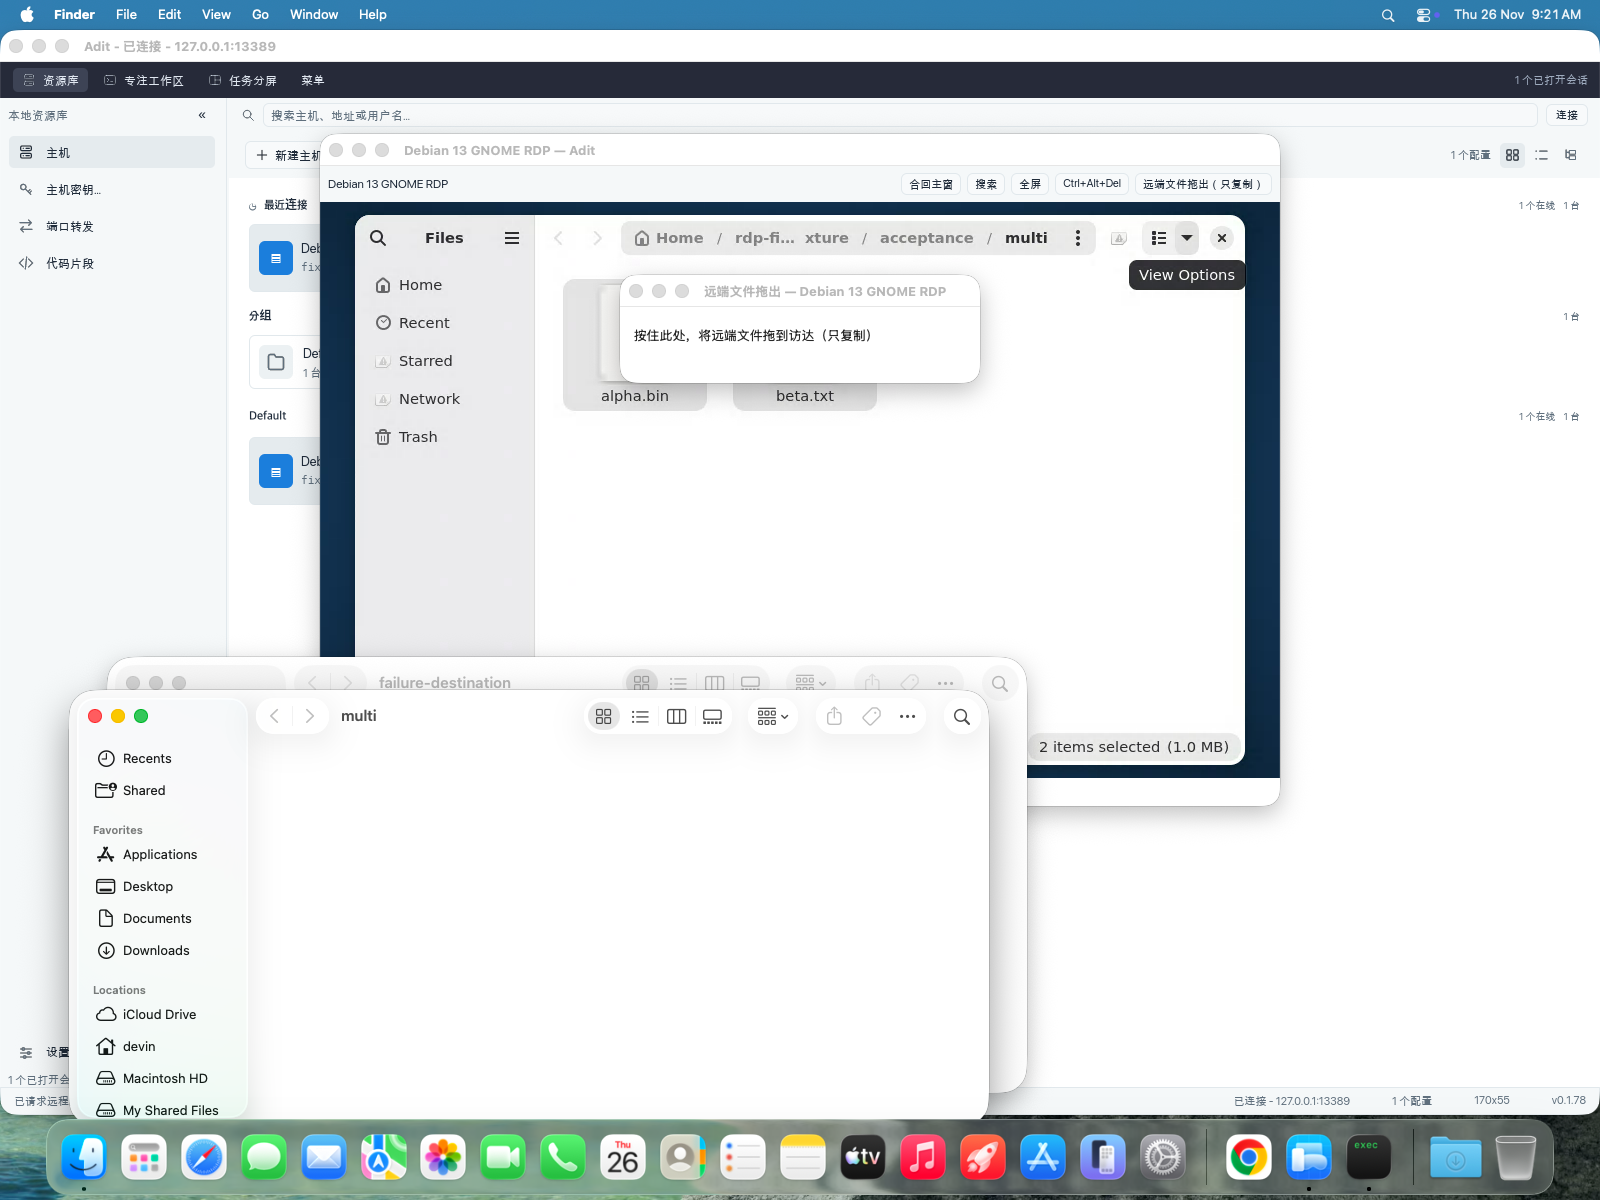 Finder File Edit View Go Window Help
Thu 26 Nov 9:21 AM
Adit - 已连接 - 127.0.0.1:13389
资源库 专注工作区 任务分屏 菜单
1 个已打开会话
本地资源库 «
搜索主机、地址或用户名...
连接
主机
主机密钥...
端口转发
代码片段
新建主机
1 个配置
最近连接
1 个在线 1 台
Deb
fix
分组
1 台
Def
1 台
Default
1 个在线 1 台
Deb
fix
Debian 13 GNOME RDP — Adit
Debian 13 GNOME RDP
合回主窗 搜索 全屏 Ctrl+Alt+Del 远端文件拖出（只复制）
Files
Home / rdp-fi... xture / acceptance / multi
View Options
Home
Recent
Starred
Network
Trash
远端文件拖出 — Debian 13 GNOME RDP
按住此处，将远端文件拖到访达（只复制）
alpha.bin
beta.txt
2 items selected (1.0 MB)
failure-destination
multi
Recents
Shared
Favorites
Applications
Desktop
Documents
Downloads
Locations
iCloud Drive
devin
Macintosh HD
My Shared Files
设置
1 个已打开会
已请求远程
已连接 - 127.0.0.1:13389
1 个配置
170x55
v0.1.78
Thu
26
tv
exec